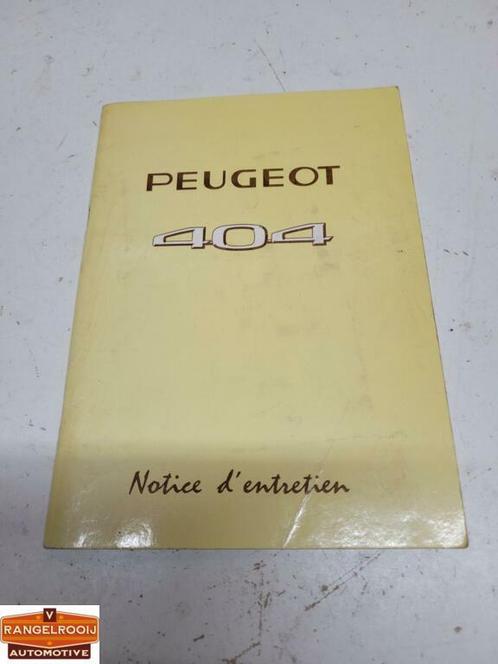 PEUGEOT
404
Notice d'entretien
V
RANGELROOIJ
AUTOMOTIVE